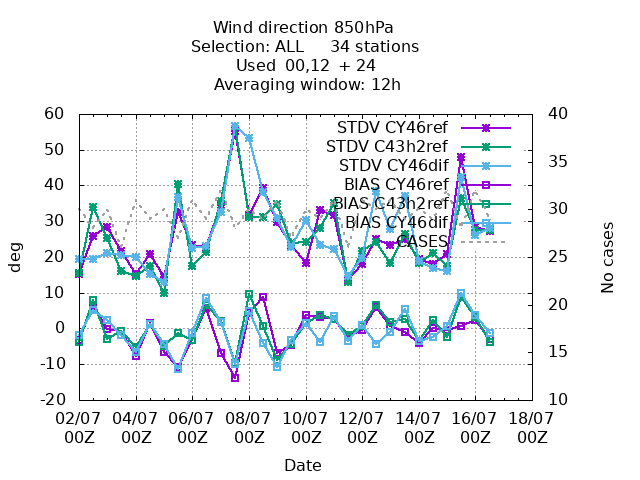 Wind direction 850hPa
Selection: ALL 34 stations
Used 00,12 + 24
Averaging window: 12h
60
50
40
30
20
10
0
-10
-20
deg
40
35
30
25
20
15
10
No cases
STDV CY46ref
STDV C43h2ref
STDV CY46dif
BIAS CY46ref
BIAS C43h2ref
BIAS CY46dif
CASES
02/07 04/07 06/07 08/07 10/07 12/07 14/07 16/07 18/07
00Z 00Z 00Z 00Z 00Z 00Z 00Z 00Z 00Z
Date